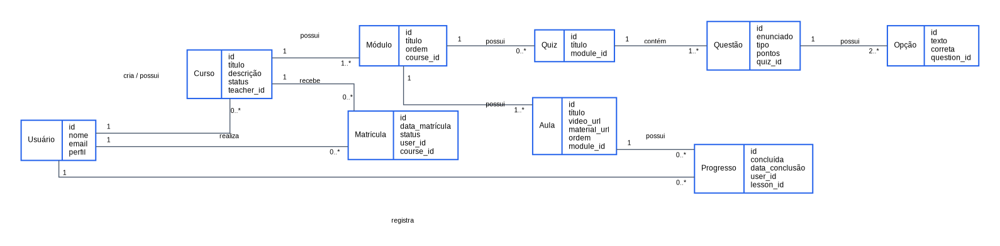 possui
cria / possui
Curso
id
título
descrição
status
teacher_id
1
1..*
1
recebe
0..*
0..*
Módulo
id
título
ordem
course_id
1
possui
0..*
1
Quiz
id
título
module_id
1
contém
1..*
Questão
id
enunciado
tipo
pontos
quiz_id
1
possui
2..*
Opção
id
texto
correta
question_id
possui
1..*
Aula
id
título
video_url
material_url
ordem
module_id
1
possui
0..*
Usuário
id
nome
email
perfil
1
1
realiza
0..*
1
Matrícula
id
data_matrícula
status
user_id
course_id
0..*
Progresso
id
concluída
data_conclusão
user_id
lesson_id
registra